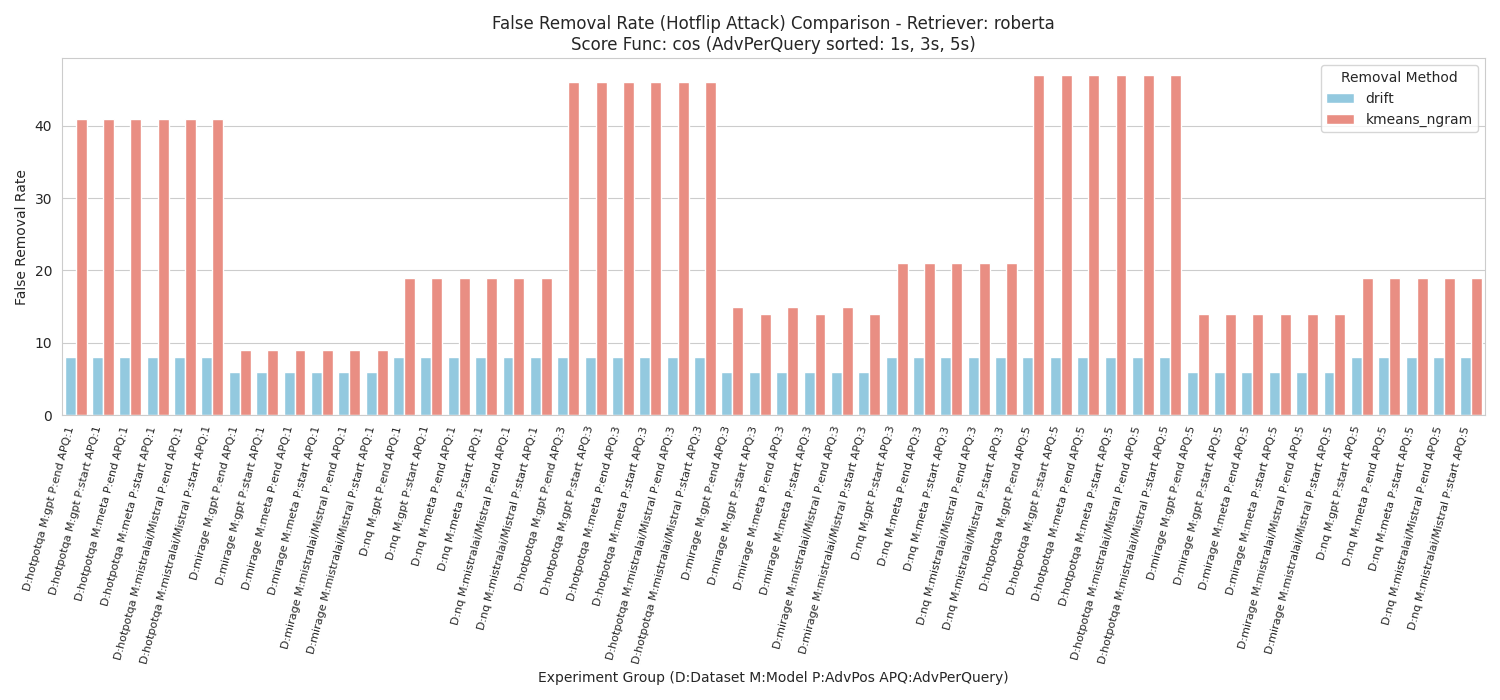 False Removal Rate (Hotflip Attack) Comparison - Retriever: roberta
Score Func: cos (AdvPerQuery sorted: 1s, 3s, 5s)
Removal Method
drift
kmeans_ngram
False Removal Rate
40
30
20
10
0
D:hotpotqa M:gpt P:end APQ:1
D:hotpotqa M:gpt P:start APQ:1
D:hotpotqa M:meta P:end APQ:1
D:hotpotqa M:meta P:start APQ:1
D:hotpotqa M:mistralai/Mistral P:end APQ:1
D:hotpotqa M:mistralai/Mistral P:start APQ:1
D:mirage M:gpt P:end APQ:1
D:mirage M:gpt P:start APQ:1
D:mirage M:meta P:end APQ:1
D:mirage M:meta P:start APQ:1
D:mirage M:mistralai/Mistral P:end APQ:1
D:mirage M:mistralai/Mistral P:start APQ:1
D:nq M:gpt P:end APQ:1
D:nq M:gpt P:start APQ:1
D:nq M:meta P:end APQ:1
D:nq M:meta P:start APQ:1
D:nq M:mistralai/Mistral P:end APQ:1
D:nq M:mistralai/Mistral P:start APQ:1
D:hotpotqa M:gpt P:end APQ:3
D:hotpotqa M:gpt P:start APQ:3
D:hotpotqa M:meta P:end APQ:3
D:hotpotqa M:meta P:start APQ:3
D:hotpotqa M:mistralai/Mistral P:end APQ:3
D:hotpotqa M:mistralai/Mistral P:start APQ:3
D:mirage M:gpt P:end APQ:3
D:mirage M:gpt P:start APQ:3
D:mirage M:meta P:end APQ:3
D:mirage M:meta P:start APQ:3
D:mirage M:mistralai/Mistral P:end APQ:3
D:mirage M:mistralai/Mistral P:start APQ:3
D:nq M:gpt P:start APQ:3
D:nq M:meta P:end APQ:3
D:nq M:meta P:start APQ:3
D:nq M:mistralai/Mistral P:end APQ:3
D:nq M:mistralai/Mistral P:start APQ:3
D:hotpotqa M:gpt P:end APQ:5
D:hotpotqa M:gpt P:start APQ:5
D:hotpotqa M:meta P:end APQ:5
D:hotpotqa M:meta P:start APQ:5
D:hotpotqa M:mistralai/Mistral P:end APQ:5
D:hotpotqa M:mistralai/Mistral P:start APQ:5
D:mirage M:gpt P:end APQ:5
D:mirage M:gpt P:start APQ:5
D:mirage M:meta P:end APQ:5
D:mirage M:meta P:start APQ:5
D:mirage M:mistralai/Mistral P:end APQ:5
D:mirage M:mistralai/Mistral P:start APQ:5
D:nq M:gpt P:start APQ:5
D:nq M:meta P:end APQ:5
D:nq M:meta P:start APQ:5
D:nq M:mistralai/Mistral P:end APQ:5
D:nq M:mistralai/Mistral P:start APQ:5
Experiment Group (D:Dataset M:Model P:AdvPos APQ:AdvPerQuery)